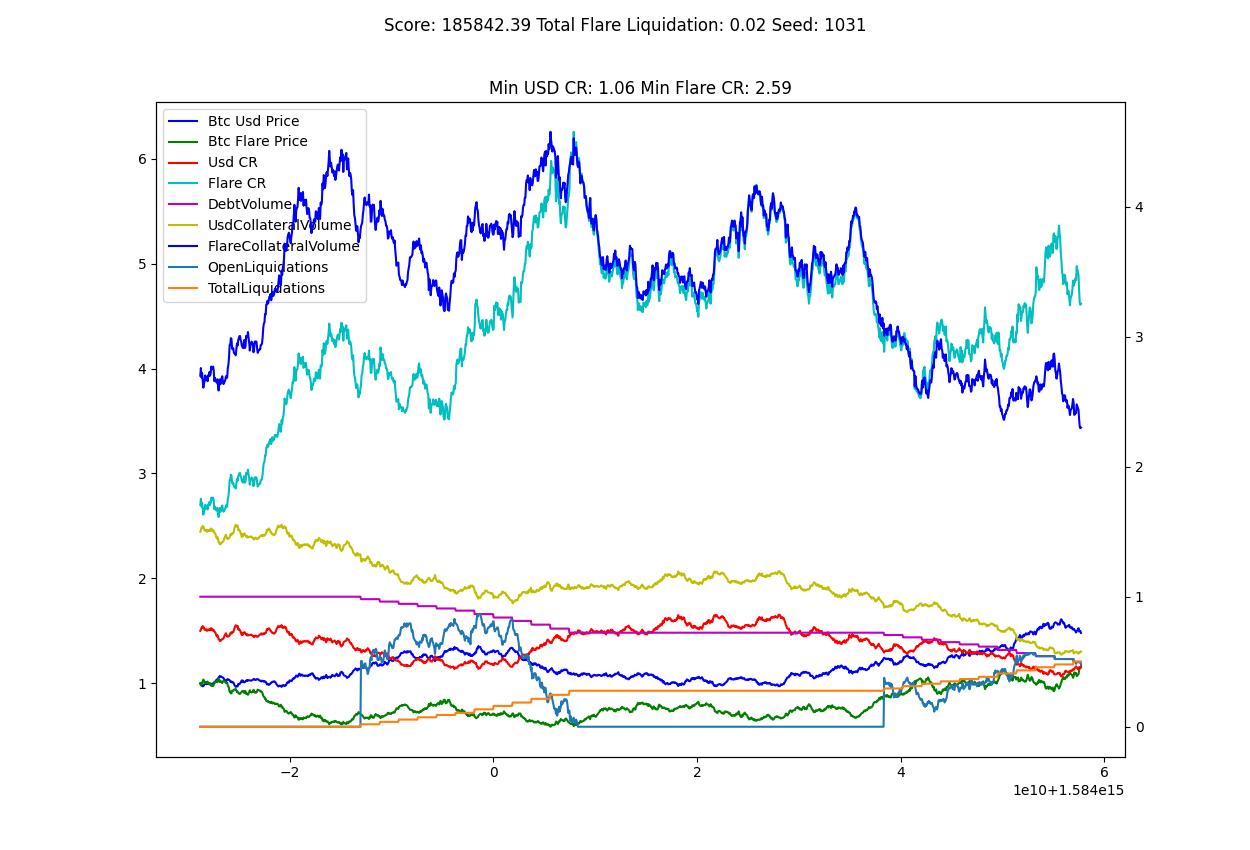 Score: 185842.39 Total Flare Liquidation: 0.02 Seed: 1031
Min USD CR: 1.06 Min Flare CR: 2.59
Btc Usd Price
Btc Flare Price
Usd CR
Flare CR
DebtVolume
UsdCollateralVolume
FlareCollateralVolume
OpenLiquidations
TotalLiquidations
6
5
4
3
2
1
4
3
2
1
0
−2
0
2
4
6
1e10+1.584e15